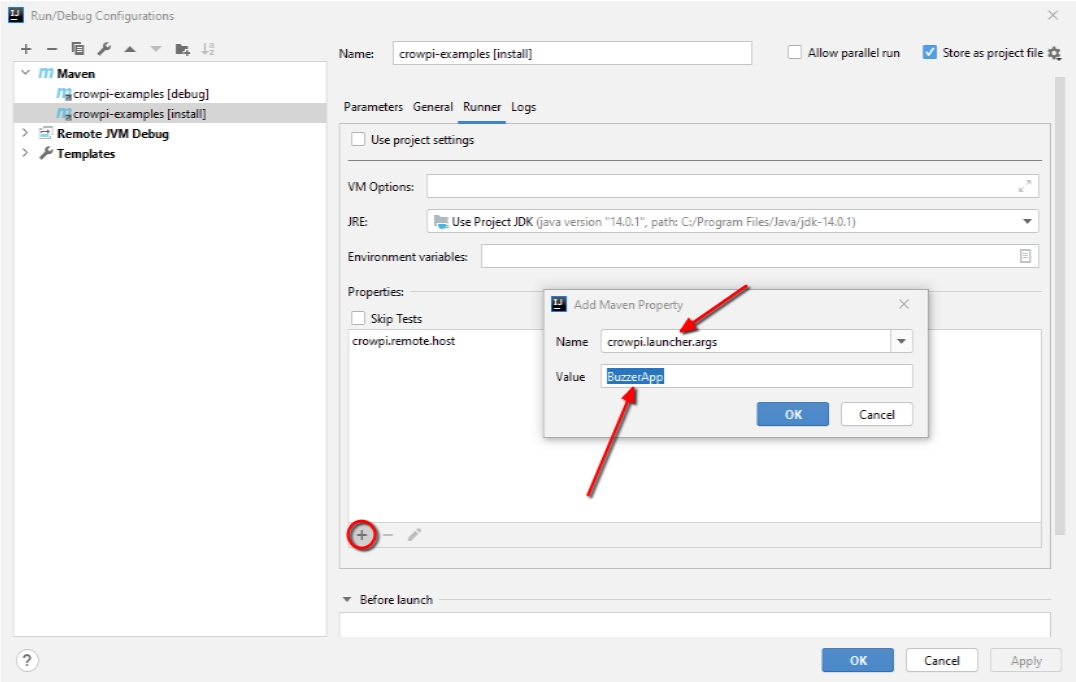 Run/Debug Configurations
Name: crowpi-examples [install]
Allow parallel run
Store as project file
Maven
crowpi-examples [debug]
crowpi-examples [install]
Remote JVM Debug
Templates
Parameters General Runner Logs
Use project settings
VM Options:
JRE: Use Project JDK (java version "14.0.1", path: C:/Program Files/Java/jdk-14.0.1)
Environment variables:
Properties:
Skip Tests
crowpi.remote.host
Add Maven Property
Name crowpi.launcher.args
Value BuzzerApp
OK Cancel
Before launch
? OK Cancel Apply